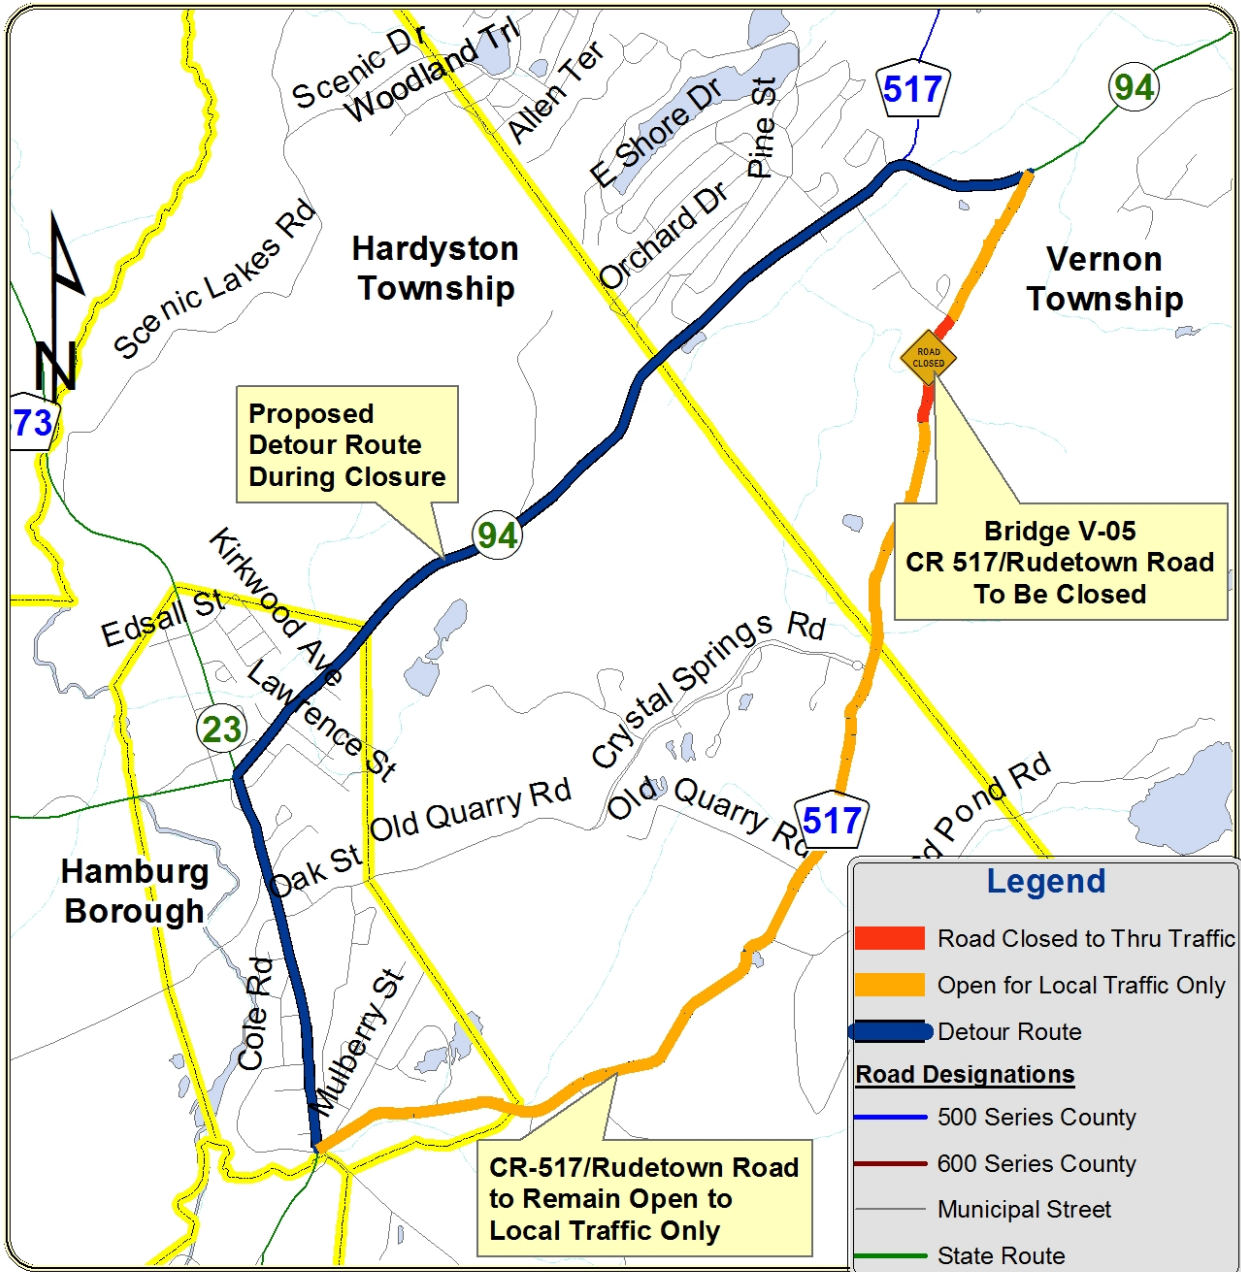 Scenic Dr
Woodland Trl
Allen Ter
E Shore Dr
Pine St
517
94
Orchard Dr
Scenic Lakes Rd
Hardyston
Township
Vernon
Township
N
73
ROAD
CLOSED
Proposed
Detour Route
During Closure
94
Bridge V-05
CR 517/Rudetown Road
To Be Closed
Kirkwood Ave
Edsall St
Lawrence St
23
Crystal Springs Rd
Old Quarry Rd
Old Quarry Rd
517
d Pond Rd
Oak St
Hamburg
Borough
Cole Rd
Mulberry St
CR-517/Rudetown Road
to Remain Open to
Local Traffic Only
Legend
Road Closed to Thru Traffic
Open for Local Traffic Only
Detour Route
Road Designations
500 Series County
600 Series County
Municipal Street
State Route